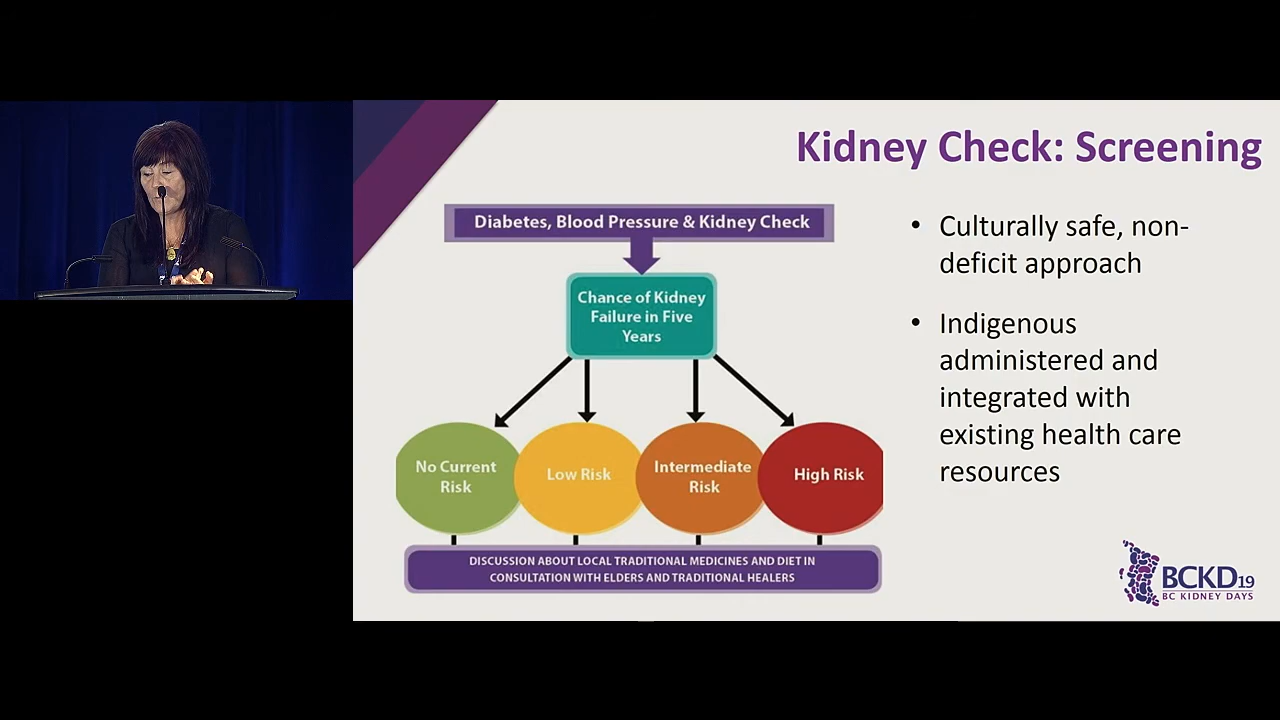 Kidney Check: Screening
Diabetes, Blood Pressure & Kidney Check
Chance of Kidney
Failure in Five
Years
No Current
Risk
Low Risk
Intermediate
Risk
High Risk
DISCUSSION ABOUT LOCAL TRADITIONAL MEDICINES AND DIET IN
CONSULTATION WITH ELDERS AND TRADITIONAL HEALERS
• Culturally safe, non-
deficit approach
• Indigenous
administered and
integrated with
existing health care
resources
BCKD19
BC KIDNEY DAYS